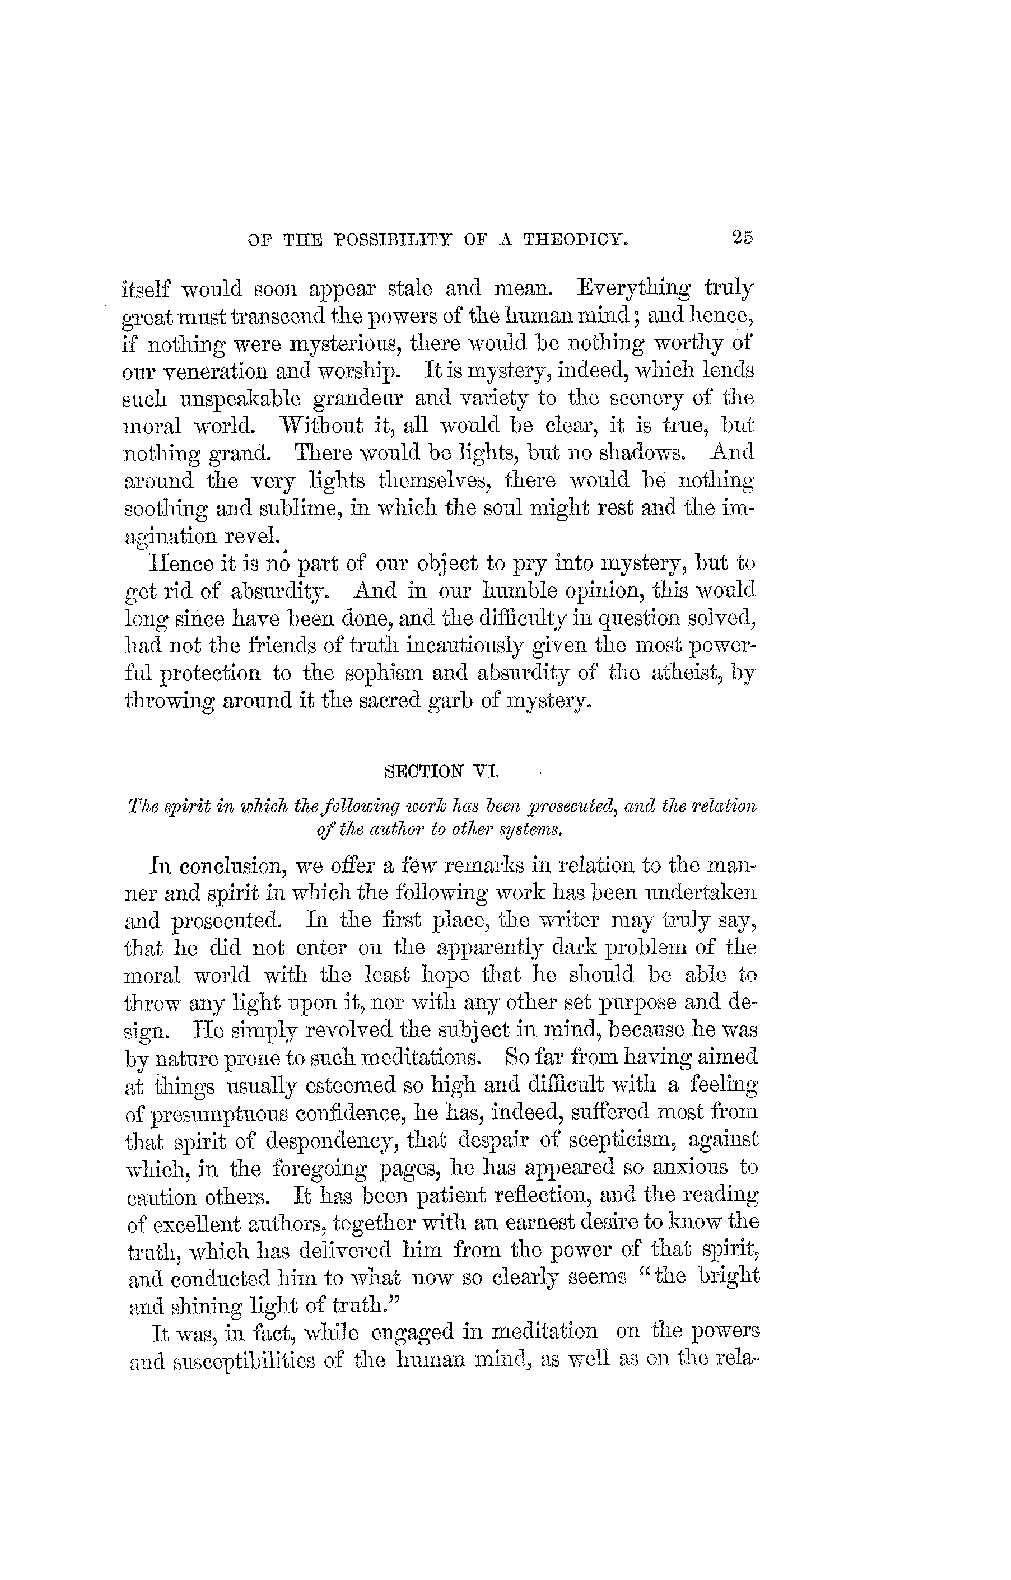 OF THE POSSIBILITY OF A THEODICY. 25
itself would soon appear stale and mean. Everything truly
great must transcend the powers of the human mind; and hence,
if nothing were mysterious, there would be nothing worthy of
our veneration and worship. It is mystery, indeed, which lends
such unspeakable grandeur and variety to the scenery of the
moral world. Without it, all would be clear, it is true, but
nothing grand. There would be lights, but no shadows. And
around the very lights themselves, there would be nothing
soothing and sublime, in which the soul might rest and the im-
agination revel.
Hence it is no part of our object to pry into mystery, but to
get rid of absurdity. And in our humble opinion, this would
long since have been done, and the difficulty in question solved,
had not the friends of truth incautiously given the most power-
ful protection to the sophism and absurdity of the atheist, by
throwing around it the sacred garb of mystery.
SECTION VI.
The spirit in which the following work has been prosecuted, and the relation
of the author to other systems.
In conclusion, we offer a few remarks in relation to the man-
ner and spirit in which the following work has been undertaken
and prosecuted. In the first place, the writer may truly say,
that he did not enter on the apparently dark problem of the
moral world with the least hope that he should be able to
throw any light upon it, nor with any other set purpose and de-
sign. He simply revolved the subject in mind, because he was
by nature prone to such meditations. So far from having aimed
at things usually esteemed so high and difficult with a feeling
of presumptuous confidence, he has, indeed, suffered most from
that spirit of despondency, that despair of scepticism, against
which, in the foregoing pages, he has appeared so anxious to
caution others. It has been patient reflection, and the reading
of excellent authors, together with an earnest desire to know the
truth, which has delivered him from the power of that spirit,
and conducted him to what now so clearly seems "the bright
and shining light of truth."
It was, in fact, while engaged in meditation on the powers
and susceptibilities of the human mind, as well as on the rela-